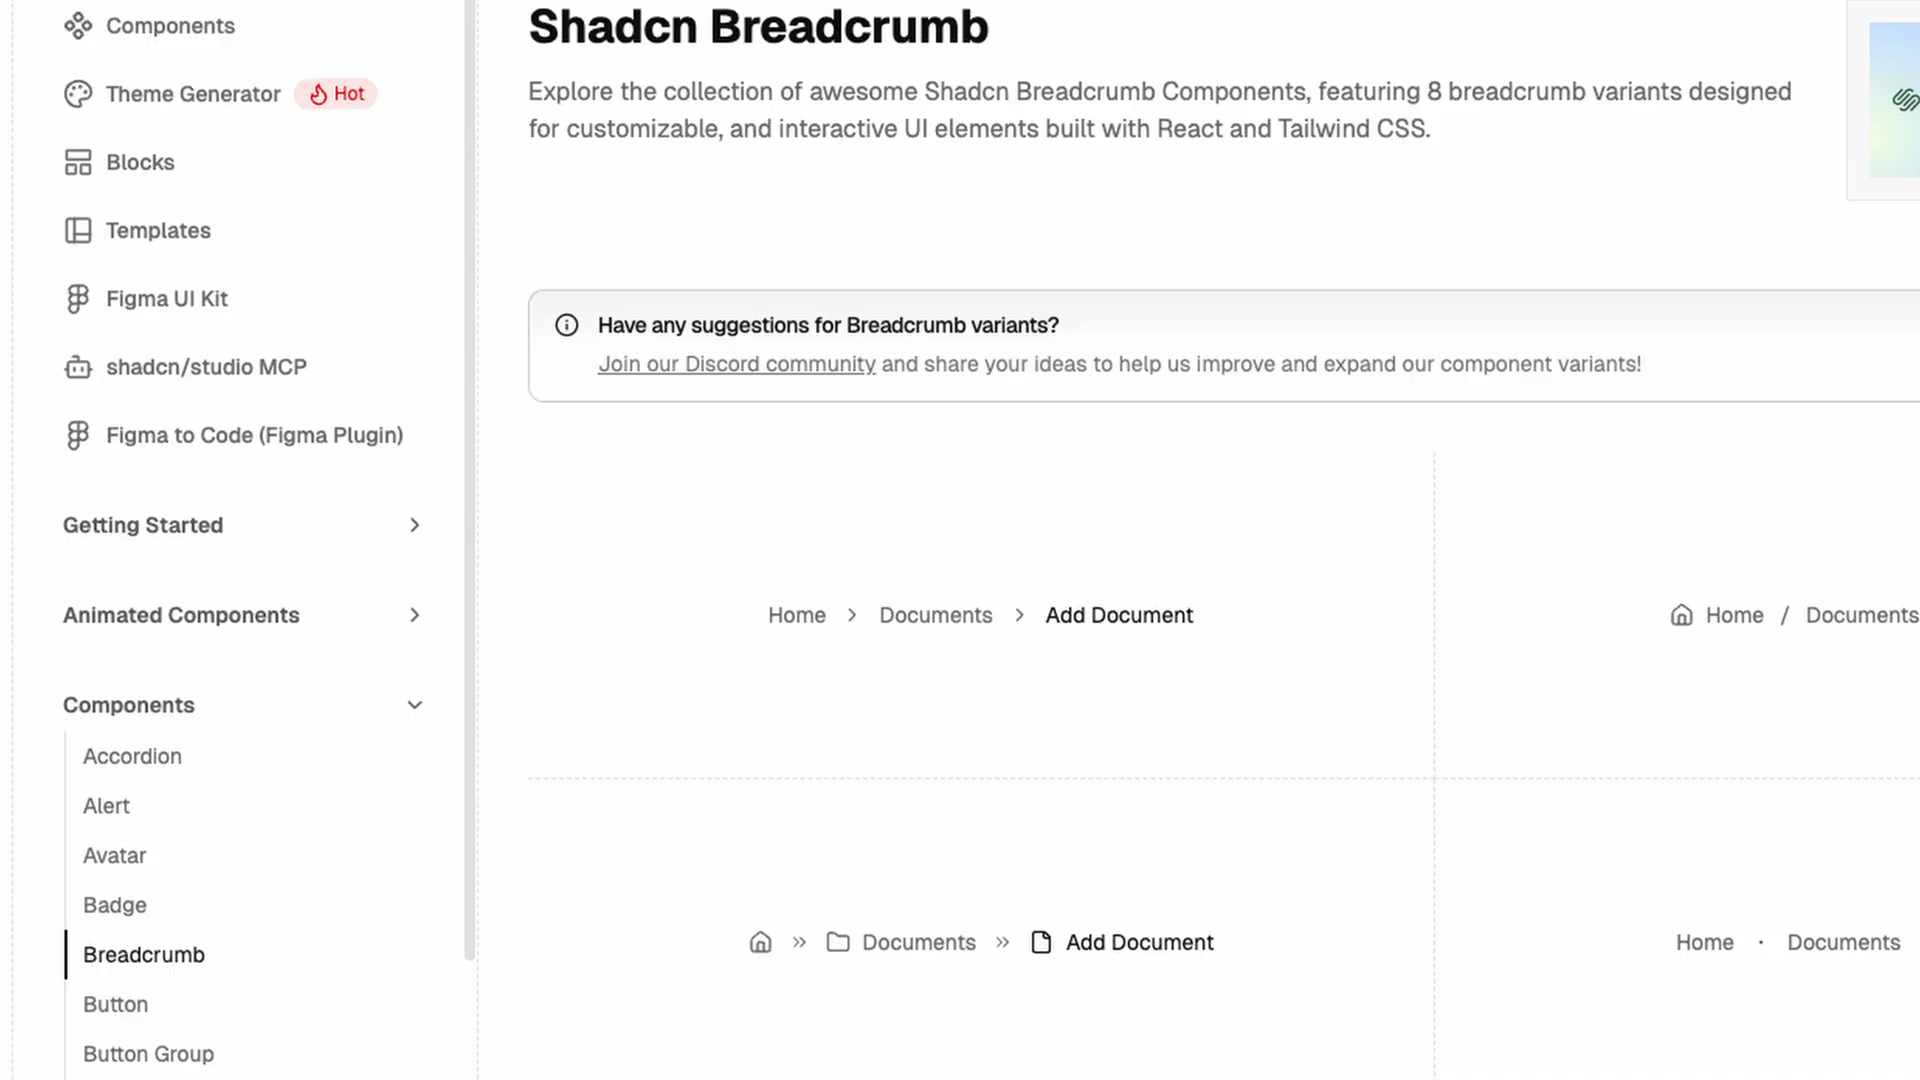 Components
Theme Generator Hot
Blocks
Templates
Figma UI Kit
shadcn/studio MCP
Figma to Code (Figma Plugin)
Getting Started
Animated Components
Components
Accordion
Alert
Avatar
Badge
Breadcrumb
Button
Button Group
Shadcn Breadcrumb
Explore the collection of awesome Shadcn Breadcrumb Components, featuring 8 breadcrumb variants designed
for customizable, and interactive UI elements built with React and Tailwind CSS.
Have any suggestions for Breadcrumb variants?
Join our Discord community and share your ideas to help us improve and expand our component variants!
Home > Documents > Add Document
Home / Documents
» Documents » Add Document
Home · Documents